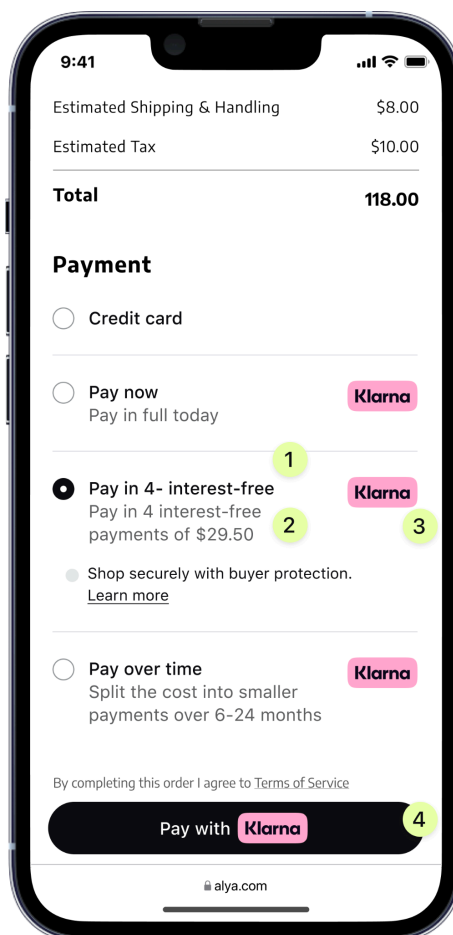 9:41
Estimated Shipping & Handling $8.00
Estimated Tax $10.00
Total 118.00
Payment
Credit card
Pay now Klarna
Pay in full today
1
Pay in 4- interest-free Klarna
Pay in 4 interest-free 2 3
payments of $29.50
Shop securely with buyer protection.
Learn more
Pay over time Klarna
Split the cost into smaller
payments over 6-24 months
By completing this order I agree to Terms of Service
Pay with Klarna 4
alya.com